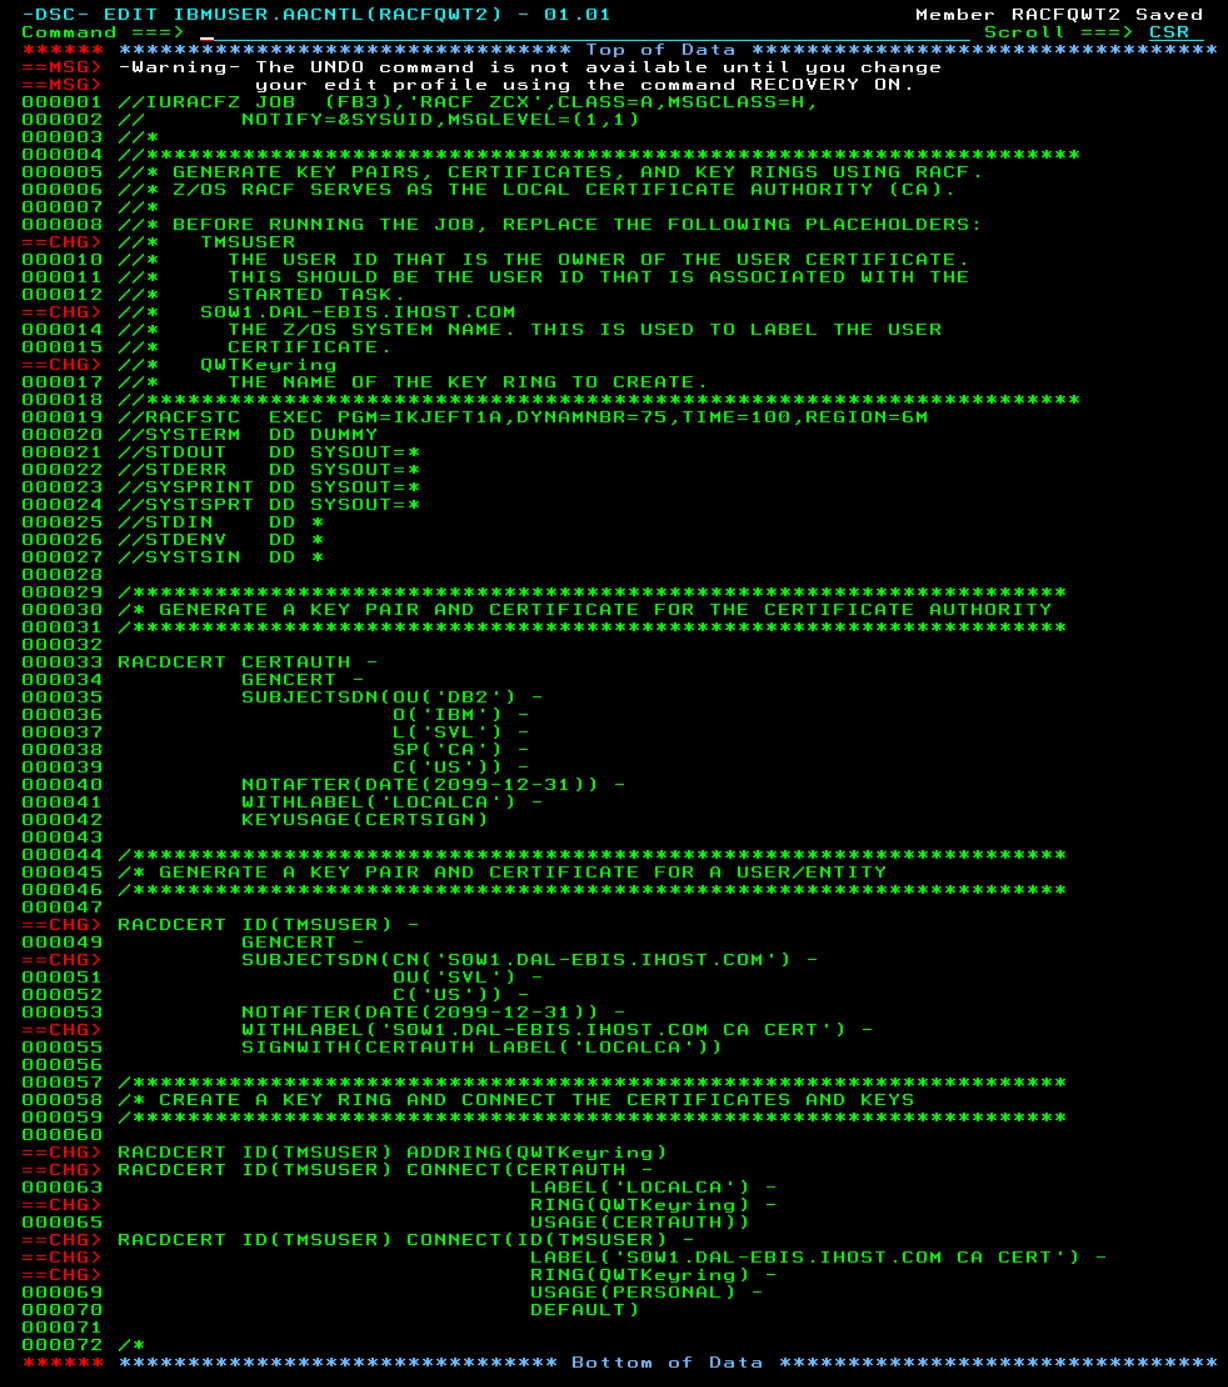 -DSC- EDIT IBMUSER.AACNTL(RACFQWT2) - 01.01 Member RACFQWT2 Saved
Command ===> _ Scroll ===> CSR
****** ********************************* Top of Data **********************************
==MSG> -Warning- The UNDO command is not available until you change
==MSG> your edit profile using the command RECOVERY ON.
000001 //IURACFZ JOB  (FB3),'RACF ZCX',CLASS=A,MSGCLASS=H,
000002 //       NOTIFY=&SYSUID,MSGLEVEL=(1,1)
000003 //*
000004 //********************************************************************
000005 //* GENERATE KEY PAIRS, CERTIFICATES, AND KEY RINGS USING RACF.
000006 //* Z/OS RACF SERVES AS THE LOCAL CERTIFICATE AUTHORITY (CA).
000007 //*
000008 //* BEFORE RUNNING THE JOB, REPLACE THE FOLLOWING PLACEHOLDERS:
==CHG> //*   TMSUSER
000010 //*     THE USER ID THAT IS THE OWNER OF THE USER CERTIFICATE.
000011 //*     THIS SHOULD BE THE USER ID THAT IS ASSOCIATED WITH THE
000012 //*     STARTED TASK.
==CHG> //*   S0W1.DAL-EBIS.IHOST.COM
000014 //*     THE Z/OS SYSTEM NAME. THIS IS USED TO LABEL THE USER
000015 //*     CERTIFICATE.
==CHG> //*   QWTKeyring
000017 //*     THE NAME OF THE KEY RING TO CREATE.
000018 //********************************************************************
000019 //RACFSTC  EXEC PGM=IKJEFT1A,DYNAMNBR=75,TIME=100,REGION=6M
000020 //SYSTERM  DD DUMMY
000021 //STDOUT   DD SYSOUT=*
000022 //STDERR   DD SYSOUT=*
000023 //SYSPRINT DD SYSOUT=*
000024 //SYSTSPRT DD SYSOUT=*
000025 //STDIN    DD *
000026 //STDENV   DD *
000027 //SYSTSIN  DD *
000028
000029 /********************************************************************
000030 /* GENERATE A KEY PAIR AND CERTIFICATE FOR THE CERTIFICATE AUTHORITY
000031 /********************************************************************
000032
000033 RACDCERT CERTAUTH -
000034          GENCERT -
000035          SUBJECTSDN(OU('DB2') -
000036                     O('IBM') -
000037                     L('SVL') -
000038                     SP('CA') -
000039                     C('US')) -
000040          NOTAFTER(DATE(2099-12-31)) -
000041          WITHLABEL('LOCALCA') -
000042          KEYUSAGE(CERTSIGN)
000043
000044 /********************************************************************
000045 /* GENERATE A KEY PAIR AND CERTIFICATE FOR A USER/ENTITY
000046 /********************************************************************
000047
==CHG> RACDCERT ID(TMSUSER) -
000049          GENCERT -
==CHG>          SUBJECTSDN(CN('S0W1.DAL-EBIS.IHOST.COM') -
000051                     OU('SVL') -
000052                     C('US')) -
000053          NOTAFTER(DATE(2099-12-31)) -
==CHG>          WITHLABEL('S0W1.DAL-EBIS.IHOST.COM CA CERT') -
000055          SIGNWITH(CERTAUTH LABEL('LOCALCA'))
000056
000057 /********************************************************************
000058 /* CREATE A KEY RING AND CONNECT THE CERTIFICATES AND KEYS
000059 /********************************************************************
000060
==CHG> RACDCERT ID(TMSUSER) ADDRING(QWTKeyring)
==CHG> RACDCERT ID(TMSUSER) CONNECT(CERTAUTH -
000063                               LABEL('LOCALCA') -
==CHG>                               RING(QWTKeyring) -
000065                               USAGE(CERTAUTH))
==CHG> RACDCERT ID(TMSUSER) CONNECT(ID(TMSUSER) -
==CHG>                               LABEL('S0W1.DAL-EBIS.IHOST.COM CA CERT') -
==CHG>                               RING(QWTKeyring) -
000069                               USAGE(PERSONAL) -
000070                               DEFAULT)
000071
000072 /*
****** ******************************** Bottom of Data ********************************